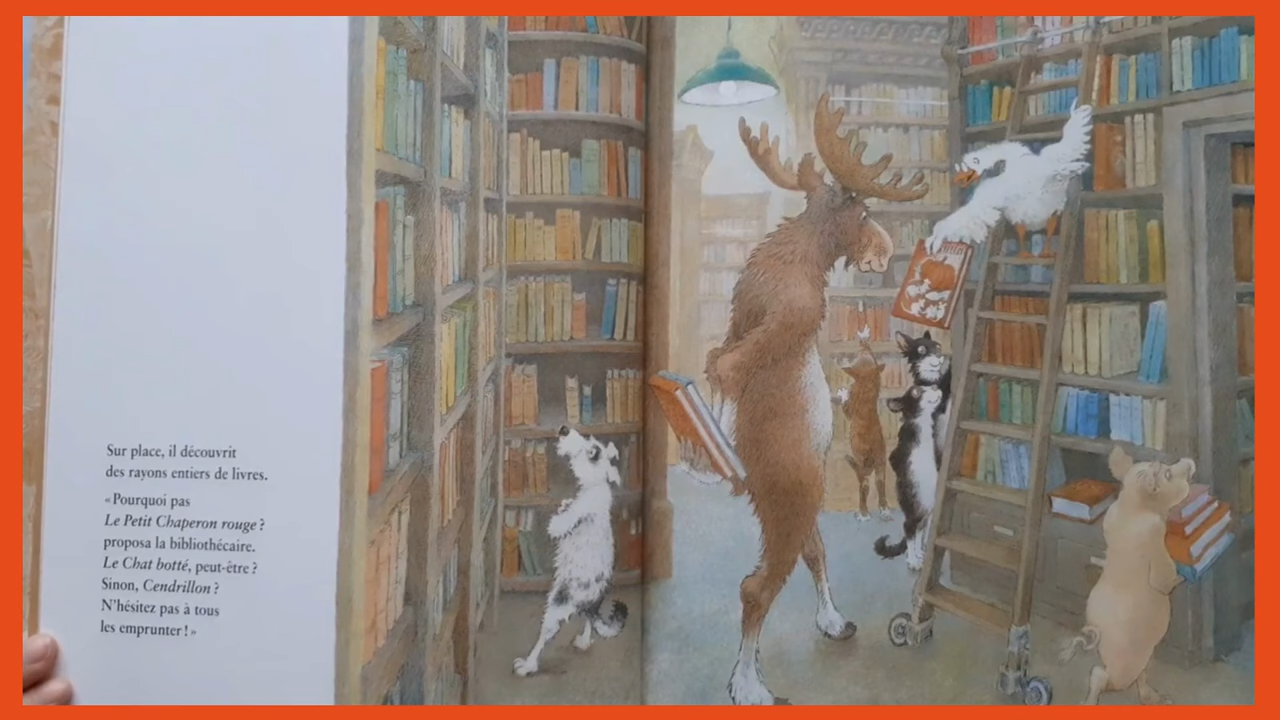 Sur place, il découvrit
des rayons entiers de livres.
« Pourquoi pas
Le Petit Chaperon rouge ?
proposa la bibliothécaire.
Le Chat botté, peut-être ?
Sinon, Cendrillon ?
N'hésitez pas à tous
les emprunter ! »